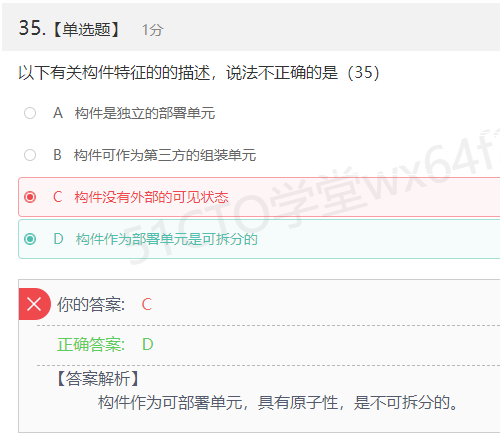 35.【单选题】 1分
以下有关构件特征的的描述，说法不正确的是（35）
A 构件是独立的部署单元
B 构件可作为第三方的组装单元
C 构件没有外部的可见状态
D 构件作为部署单元是可拆分的
51CTO学堂wx64f
你的答案: C
正确答案: D
【答案解析】
构件作为可部署单元，具有原子性，是不可拆分的。